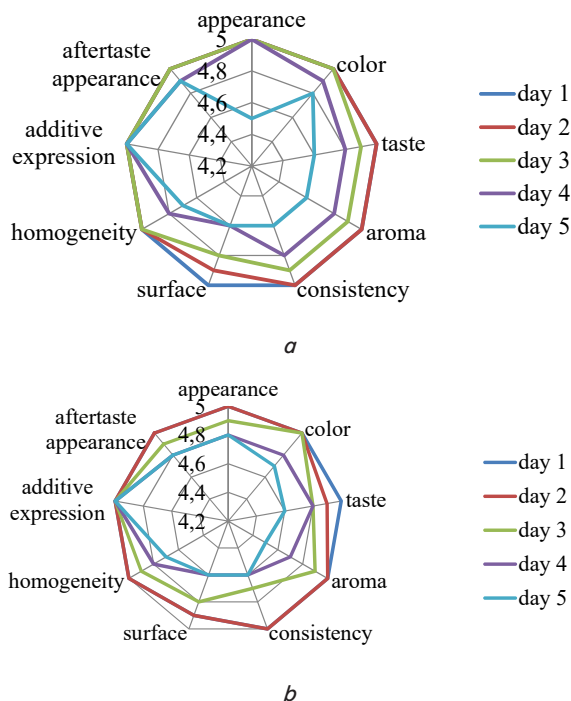 appearance
5
4,8
4,6
4,4
4,2
color
taste
aroma
consistency
surface
homogeneity
additive
expression
aftertaste
appearance
day 1
day 2
day 3
day 4
day 5
a
appearance
5
4,8
4,6
4,4
4,2
color
taste
aroma
consistency
surface
homogeneity
additive
expression
aftertaste
appearance
day 1
day 2
day 3
day 4
day 5
b